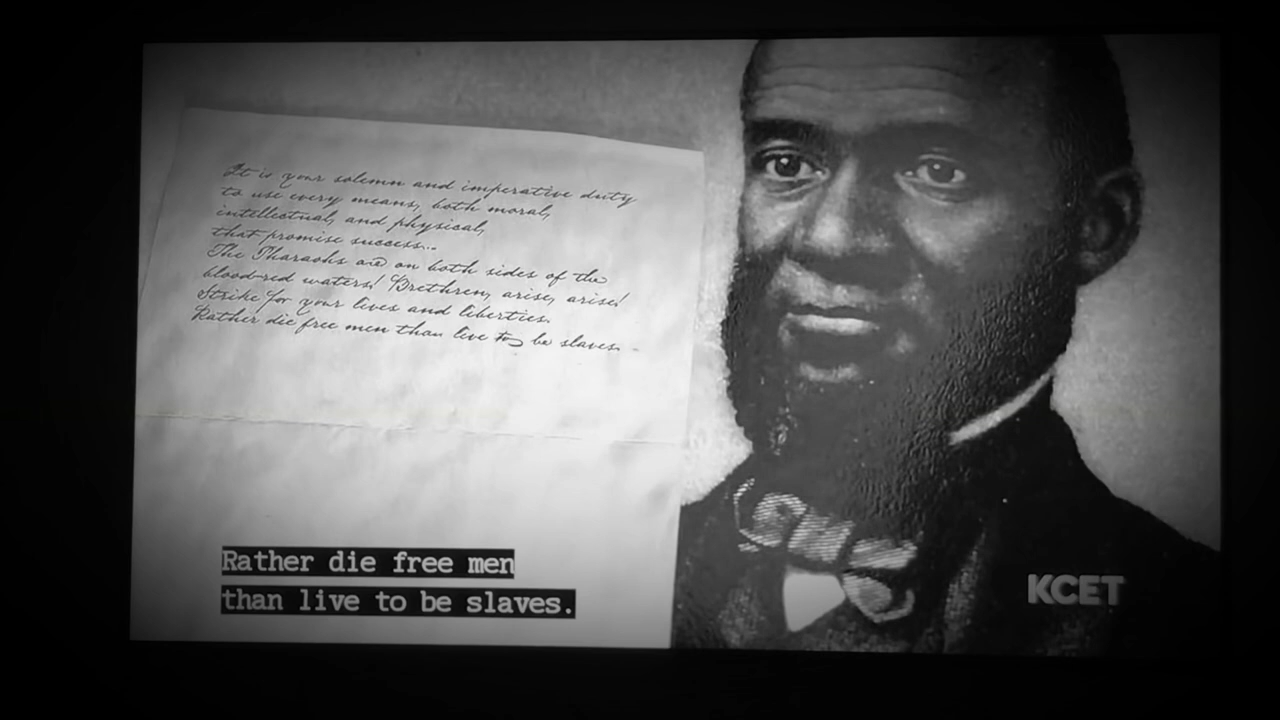 It is your solemn and imperative duty
to use every means, both moral,
intellectual, and physical,
that promise success...
The Pharaohs are on both sides of the
blood-red waters! Brethren, arise, arise!
Strike for your lives and liberties.
Rather die free men than live to be slaves.
Rather die free men
than live to be slaves.
KCET